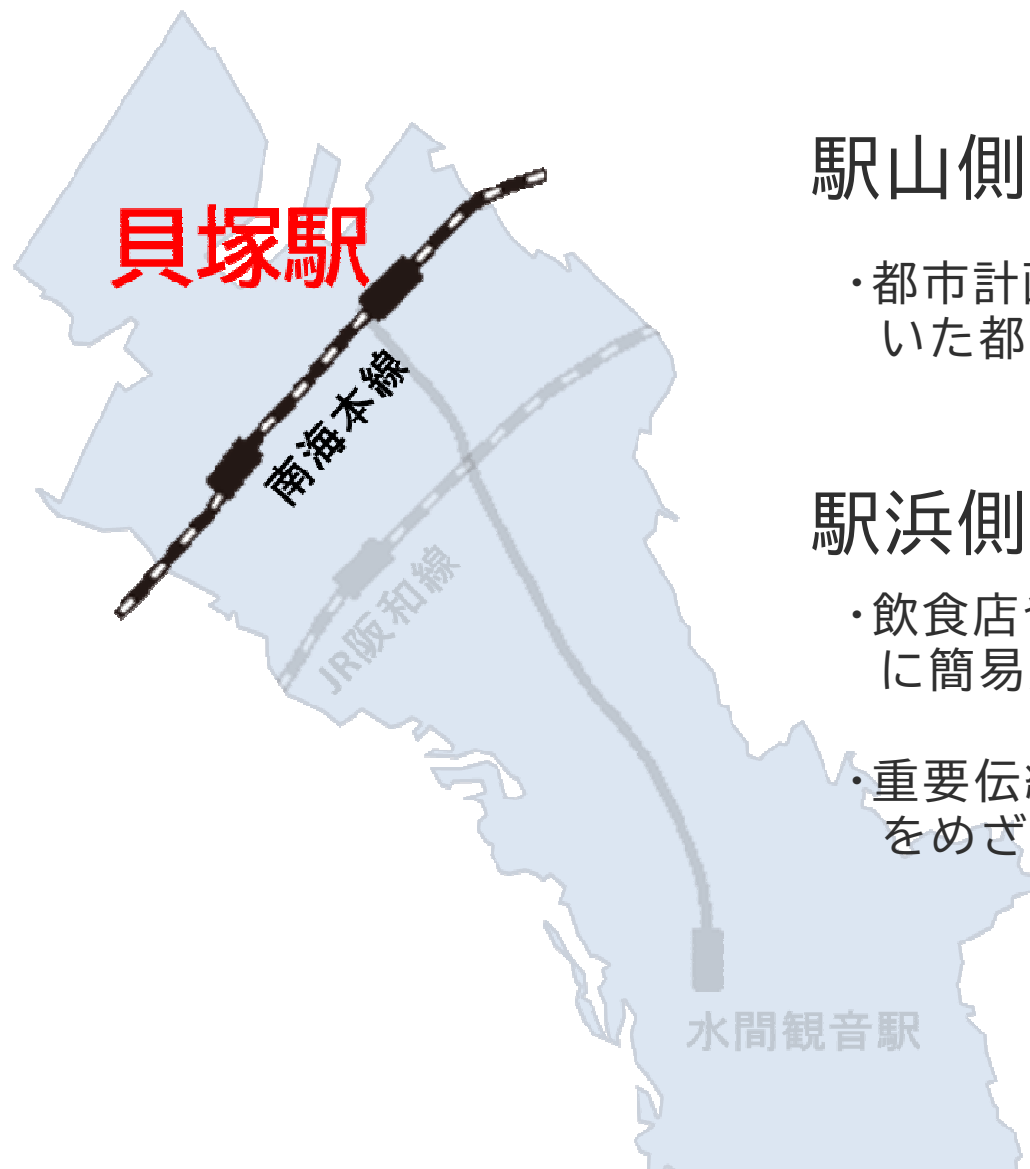 貝塚駅
南海本線
JR阪和線
水間観音駅
駅山側
・都市計画
いた都
駅浜側
・飲食店
に簡易
・重要伝
をめざ